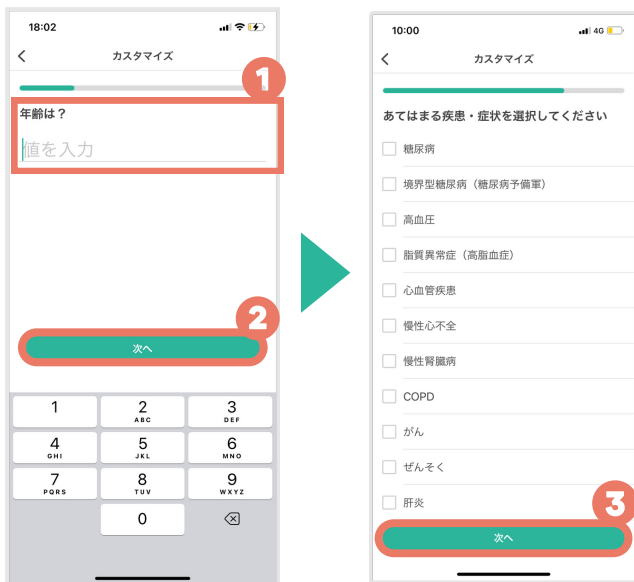 18:02
カスタマイズ
1
年齢は？
値を入力
2
次へ
1
2
ABC
3
DEF
4
GHI
5
JKL
6
MNO
7
PQRS
8
TUV
9
WXYZ
0
10:00
4G
カスタマイズ
あてはまる疾患・症状を選択してください
糖尿病
境界型糖尿病（糖尿病予備軍）
高血圧
脂質異常症（高脂血症）
心血管疾患
慢性心不全
慢性腎臓病
COPD
がん
ぜんそく
肝炎
3
次へ